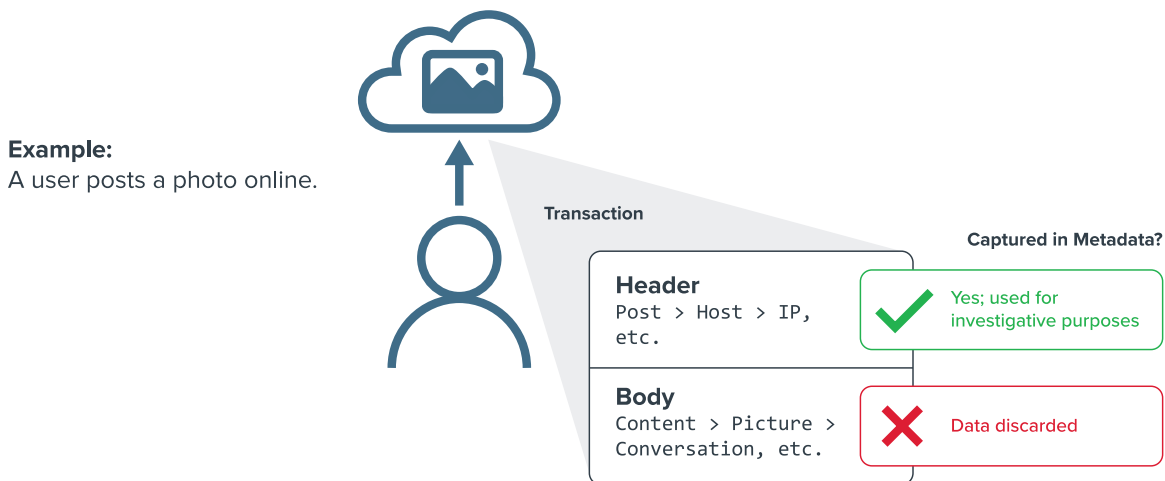 Example:
A user posts a photo online.
Transaction
Captured in Metadata?
Header
Post > Host > IP,
etc.
Yes; used for
investigative purposes
Body
Content > Picture >
Conversation, etc.
Data discarded